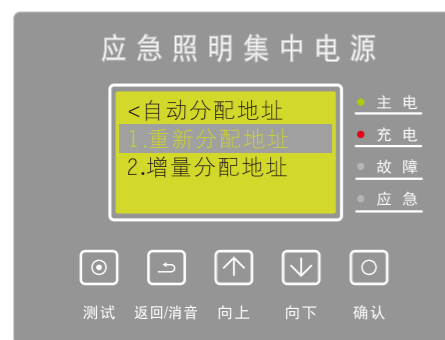 应急照明集中电源
<自动分配地址
1.重新分配地址
2.增量分配地址
主电
充电
故障
应急
测试 返回/消音 向上 向下 确认